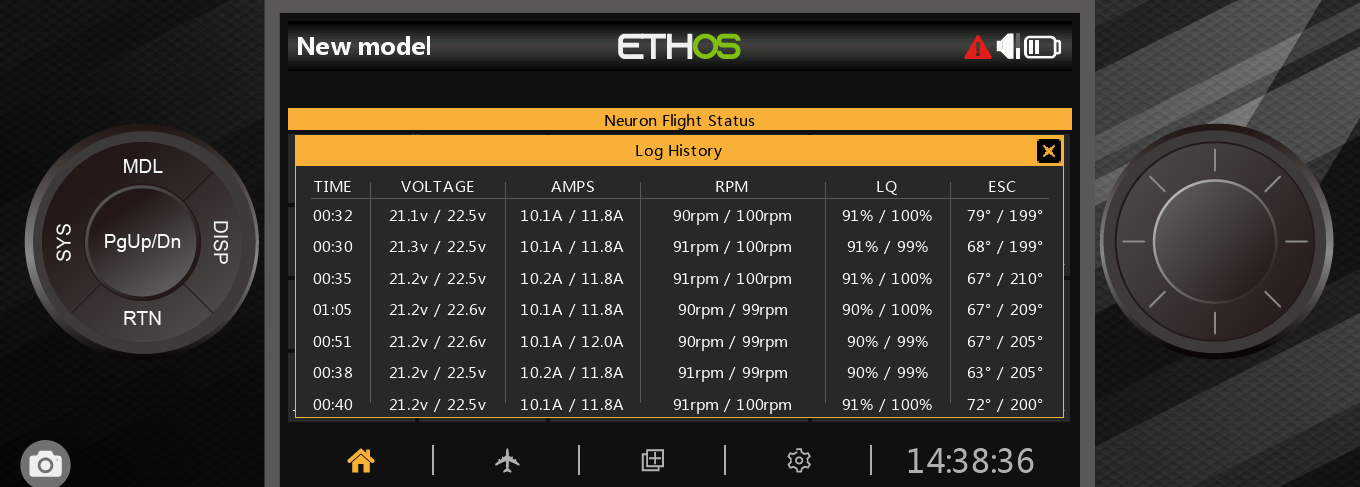 New model ETHOS
Neuron Flight Status
Log History
TIME VOLTAGE AMPS RPM LQ ESC
00:32 21.1v / 22.5v 10.1A / 11.8A 90rpm / 100rpm 91% / 100% 79° / 199°
00:30 21.3v / 22.5v 10.1A / 11.8A 91rpm / 100rpm 91% / 99% 68° / 199°
00:35 21.2v / 22.5v 10.2A / 11.8A 91rpm / 100rpm 91% / 100% 67° / 210°
01:05 21.2v / 22.6v 10.1A / 11.8A 90rpm / 99rpm 90% / 100% 67° / 209°
00:51 21.2v / 22.6v 10.1A / 12.0A 90rpm / 99rpm 90% / 99% 67° / 205°
00:38 21.2v / 22.5v 10.2A / 11.8A 91rpm / 99rpm 90% / 99% 63° / 205°
00:40 21.2v / 22.5v 10.1A / 11.8A 91rpm / 100rpm 91% / 100% 72° / 200°
14:38:36
MDL
SYS
PgUp/Dn
DISP
RTN